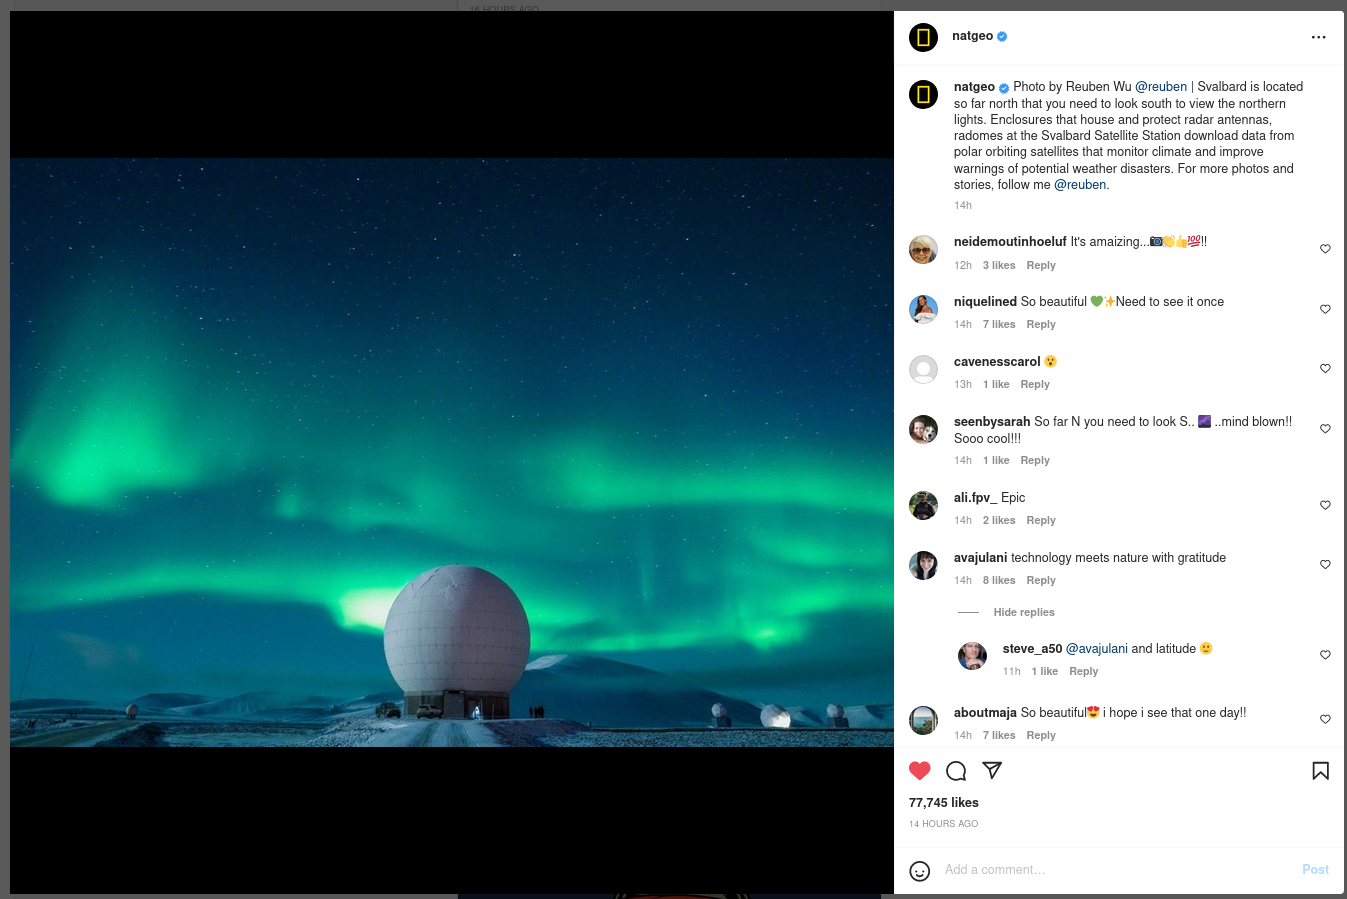 16 HOURS AGO
natgeo
natgeo Photo by Reuben Wu @reuben | Svalbard is located
so far north that you need to look south to view the northern
lights. Enclosures that house and protect radar antennas,
radomes at the Svalbard Satellite Station download data from
polar orbiting satellites that monitor climate and improve
warnings of potential weather disasters. For more photos and
stories, follow me @reuben.
14h
neidemoutinhoeluf It's amaizing...📷👏👍💯!!
12h 3 likes Reply
niquelined So beautiful 💚✨Need to see it once
14h 7 likes Reply
cavenesscarol 😮
13h 1 like Reply
seenbysarah So far N you need to look S.. 🌌 ..mind blown!!
Sooo cool!!!
14h 1 like Reply
ali.fpv_ Epic
14h 2 likes Reply
avajulani technology meets nature with gratitude
14h 8 likes Reply
Hide replies
steve_a50 @avajulani and latitude 🙂
11h 1 like Reply
aboutmaja So beautiful😍 i hope i see that one day!!
14h 7 likes Reply
77,745 likes
14 HOURS AGO
Add a comment...
Post